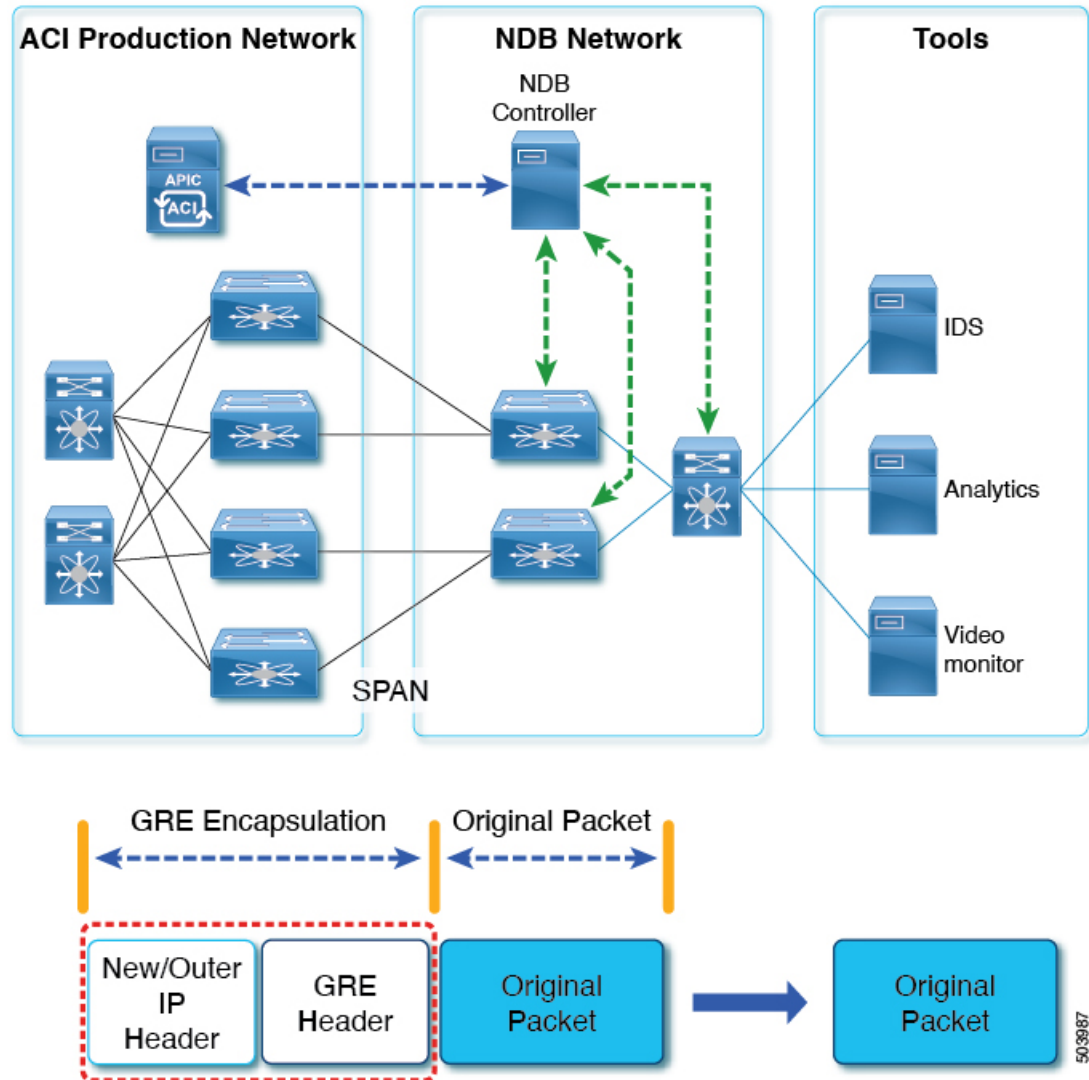 ACI Production Network
NDB Network
Tools
NDB
Controller
APIC
ACI
IDS
Analytics
Video
monitor
SPAN
GRE Encapsulation
Original Packet
New/Outer
IP
Header
GRE
Header
Original
Packet
Original
Packet
503987